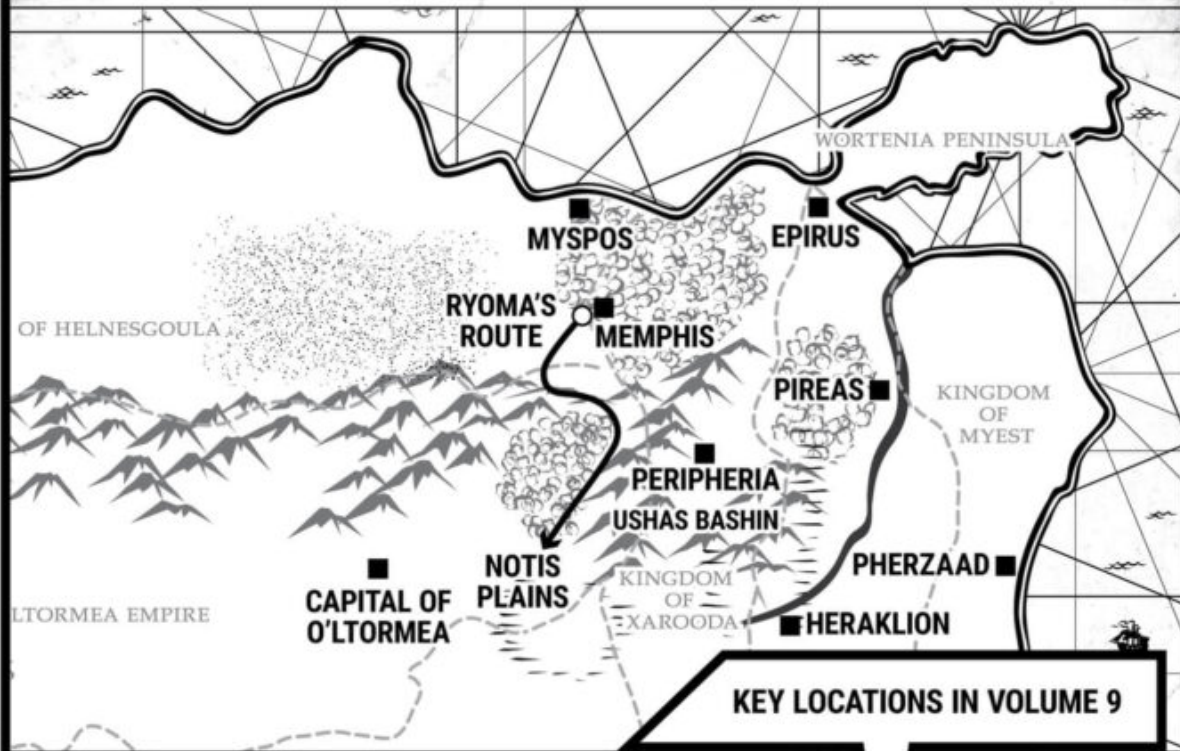 WORTENIA PENINSULA
MYSPOS
EPIRUS
RYOMA'S
ROUTE
MEMPHIS
OF HELNESGOULA
PIREAS
KINGDOM
OF
MYEST
PERIPHERIA
USHAS BASHIN
NOTIS
PLAINS
KINGDOM
OF
XAROODA
PHERZAAD
CAPITAL OF
O'LTORMEA
LTORMEA EMPIRE
HERAKLION
KEY LOCATIONS IN VOLUME 9